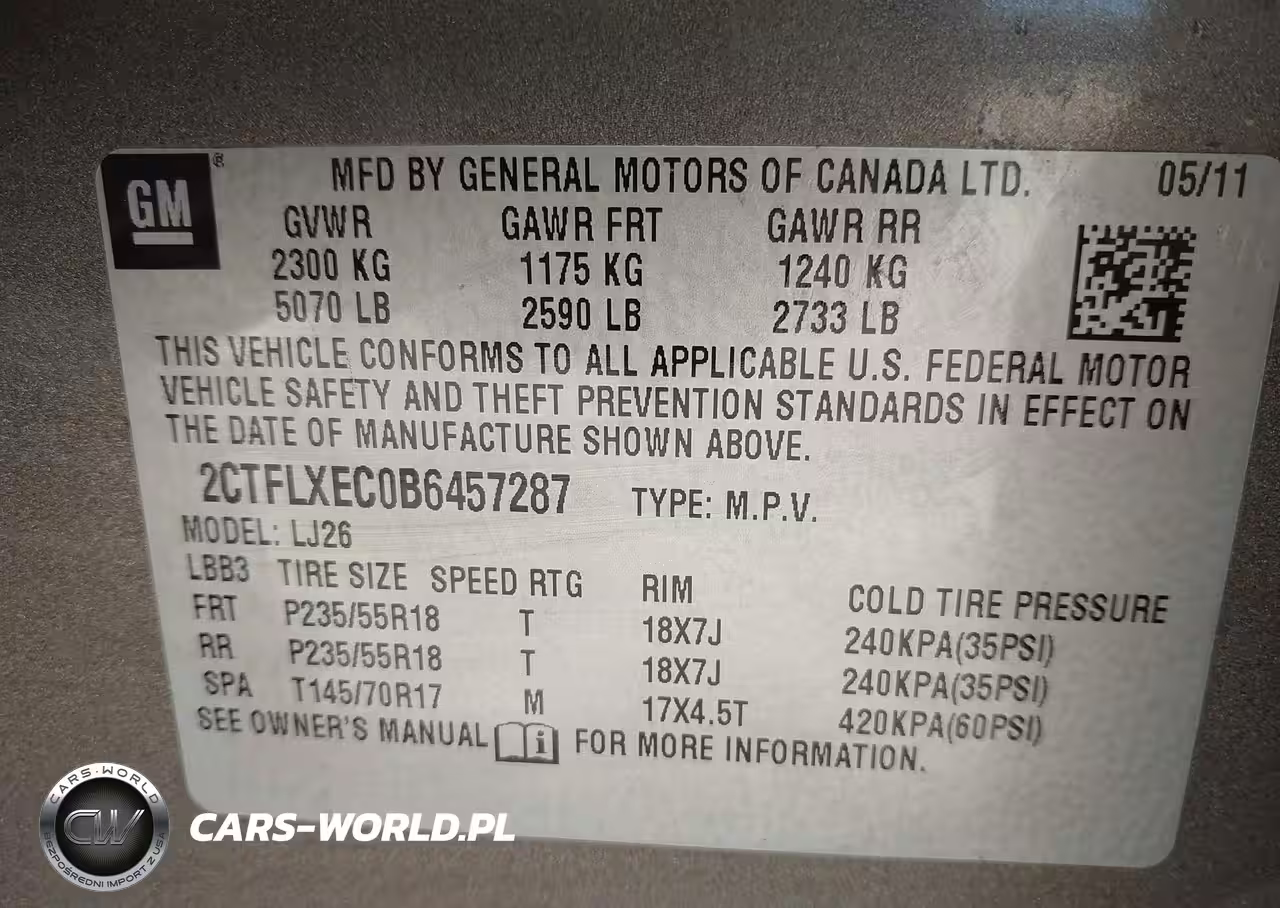 GM ®
MFD BY GENERAL MOTORS OF CANADA LTD. 05/11
GVWR GAWR FRT GAWR RR
2300 KG 1175 KG 1240 KG
5070 LB 2590 LB 2733 LB
THIS VEHICLE CONFORMS TO ALL APPLICABLE U.S. FEDERAL MOTOR
VEHICLE SAFETY AND THEFT PREVENTION STANDARDS IN EFFECT ON
THE DATE OF MANUFACTURE SHOWN ABOVE.
2CTFLXEC0B6457287 TYPE: M.P.V.
MODEL: LJ26
LBB3 TIRE SIZE SPEED RTG RIM COLD TIRE PRESSURE
FRT P235/55R18 T 18X7J 240KPA(35PSI)
RR P235/55R18 T 18X7J 240KPA(35PSI)
SPA T145/70R17 M 17X4.5T 420KPA(60PSI)
SEE OWNER'S MANUAL i FOR MORE INFORMATION.
CARS-WORLD
CW
BEZPOŚREDNI IMPORT Z USA
CARS-WORLD.PL